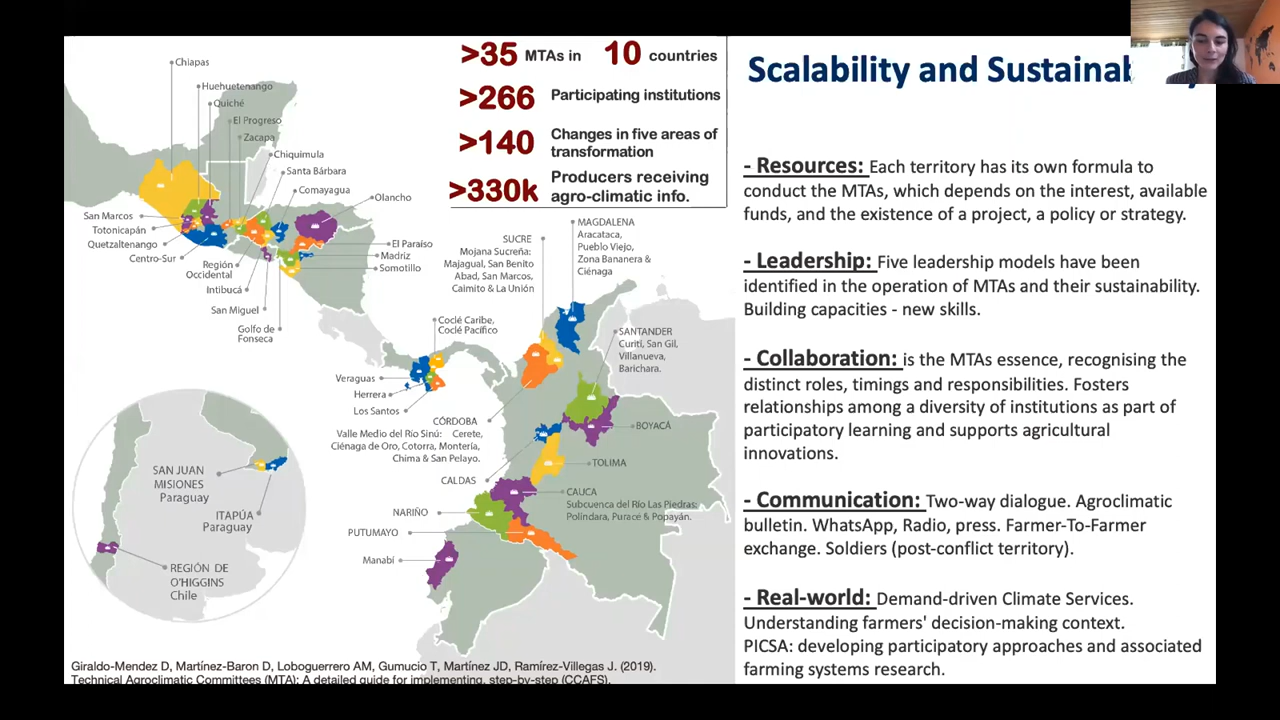 >35 MTAs in 10 countries
>266 Participating institutions
>140 Changes in five areas of
transformation
>330k Producers receiving
agro-climatic info.
Chiapas
Huehuetenango
Quiché
El Progreso
Zacapa
Chiquimula
Santa Bárbara
Comayagua
Olancho
San Marcos
Totonicapán
Quetzaltenango
Centro-Sur
Región
Occidental
Intibucá
San Miguel
Golfo de
Fonseca
El Paraíso
Madriz
Somotillo
SUCRE
Mojana Sucreña:
Majagual, San Benito
Abad, San Marcos,
Caimito & La Unión
MAGDALENA
Aracataca,
Pueblo Viejo,
Zona Bananera &
Ciénaga
Coclé Caribe,
Coclé Pacífico
SANTANDER
Curiti, San Gil,
Villanueva,
Barichara.
Veraguas
Herrera
Los Santos
CÓRDOBA
Valle Medio del Río Sinú: Cerete,
Ciénaga de Oro, Cotorra, Montería,
Chima & San Pelayo.
BOYACÁ
TOLIMA
CALDAS
CAUCA
Subcuenca del Río Las Piedras:
Polindara, Puracé & Popayán.
NARIÑO
PUTUMAYO
Manabí
SAN JUAN
MISIONES
Paraguay
ITAPÚA
Paraguay
REGIÓN DE
O'HIGGINS
Chile
Giraldo-Mendez D, Martínez-Baron D, Loboguerrero AM, Gumucio T, Martínez JD, Ramírez-Villegas J. (2019).
Technical Agroclimatic Committees (MTA): A detailed guide for implementing, step-by-step (CCAFS).
Scalability and
- Resources: Each territory has its own formula to
conduct the MTAs, which depends on the interest, available
funds, and the existence of a project, a policy or strategy.
- Leadership: Five leadership models have been
identified in the operation of MTAs and their sustainability.
Building capacities - new skills.
- Collaboration: is the MTAs essence, recognising the
distinct roles, timings and responsibilities. Fosters
relationships among a diversity of institutions as part of
participatory learning and supports agricultural
innovations.
- Communication: Two-way dialogue. Agroclimatic
bulletin. WhatsApp, Radio, press. Farmer-To-Farmer
exchange. Soldiers (post-conflict territory).
- Real-world: Demand-driven Climate Services.
Understanding farmers' decision-making context.
PICSA: developing participatory approaches and associated
farming systems research.